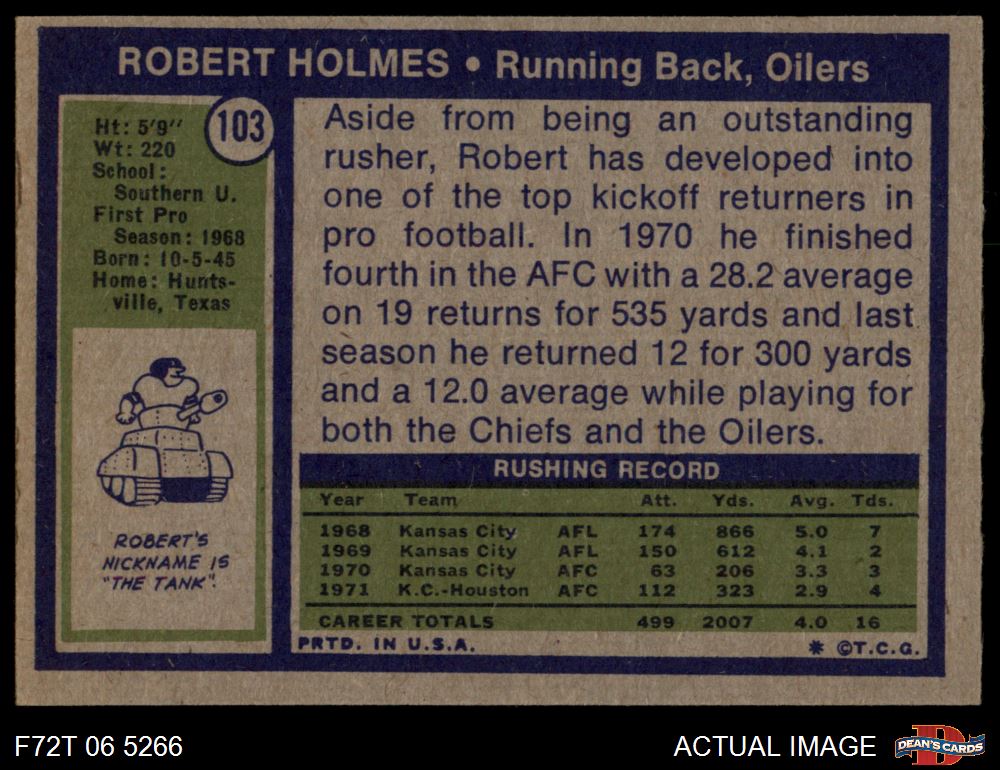 ROBERT HOLMES • Running Back, Oilers
103
Ht: 5'9"
Wt: 220
School:
Southern U.
First Pro
Season: 1968
Born: 10-5-45
Home: Hunts-
ville, Texas
ROBERT'S
NICKNAME IS
"THE TANK".
Aside from being an outstanding
rusher, Robert has developed into
one of the top kickoff returners in
pro football. In 1970 he finished
fourth in the AFC with a 28.2 average
on 19 returns for 535 yards and last
season he returned 12 for 300 yards
and a 12.0 average while playing for
both the Chiefs and the Oilers.
RUSHING RECORD
Year Team Att. Yds. Avg. Tds.
1968 Kansas City AFL 174 866 5.0 7
1969 Kansas City AFL 150 612 4.1 2
1970 Kansas City AFC 63 206 3.3 3
1971 K.C.-Houston AFC 112 323 2.9 4
CAREER TOTALS 499 2007 4.0 16
PRTD. IN U.S.A. * ©T.C.G.
F72T 06 5266
ACTUAL IMAGE
D
DEAN'S CARDS